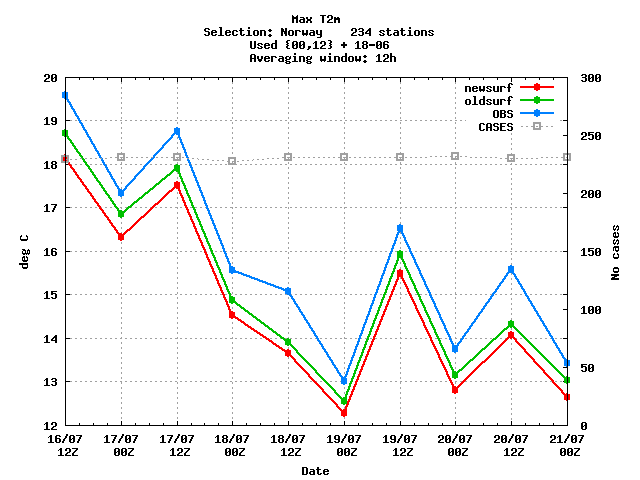 Max T2m
Selection: Norway    234 stations
Used {00,12} + 18-06
Averaging window: 12h
newsurf
oldsurf
OBS
CASES
20
19
18
17
16
15
14
13
12
deg C
300
250
200
150
100
50
0
No cases
16/07 17/07 17/07 18/07 18/07 19/07 19/07 20/07 20/07 21/07
12Z 00Z 12Z 00Z 12Z 00Z 12Z 00Z 12Z 00Z
Date